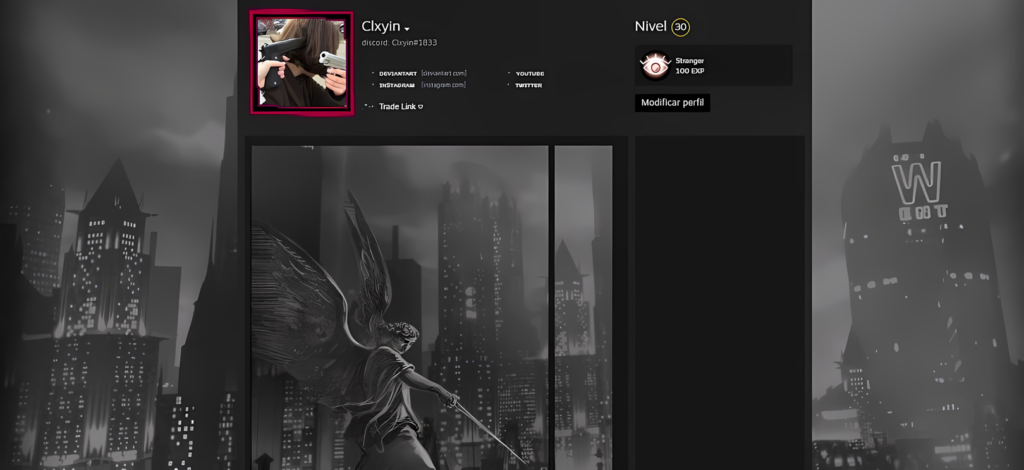 Clxyin
discord: Clxyin#1833
DEVIANTART [deviantart.com]
YOUTUBE
INSTAGRAM [instagram.com]
TWITTER
Trade Link
Nivel 30
Stranger
100 EXP
Modificar perfil
W